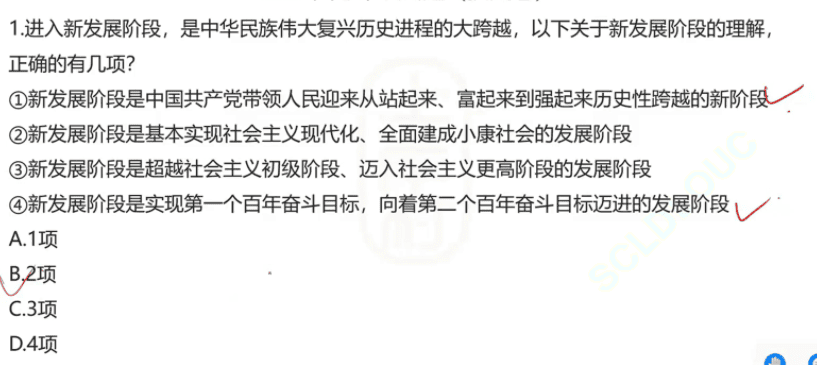 1.进入新发展阶段，是中华民族伟大复兴历史进程的大跨越，以下关于新发展阶段的理解，
正确的有几项？
①新发展阶段是中国共产党带领人民迎来从站起来、富起来到强起来历史性跨越的新阶段
②新发展阶段是基本实现社会主义现代化、全面建成小康社会的发展阶段
③新发展阶段是超越社会主义初级阶段、迈入社会主义更高阶段的发展阶段
④新发展阶段是实现第一个百年奋斗目标，向着第二个百年奋斗目标迈进的发展阶段
A.1项
B.2项
C.3项
D.4项